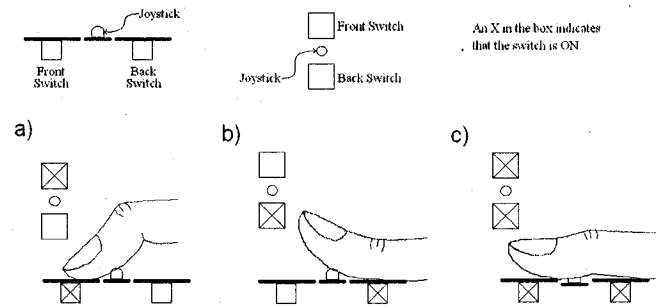 Joystick
Front
Switch
Back
Switch
Front Switch
Joystick
Back Switch
An X in the box indicates
that the switch is ON
a)
b)
c)